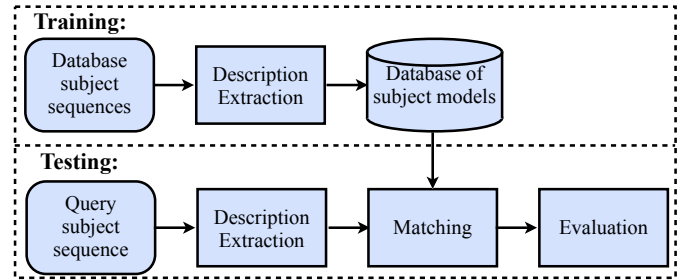 Training:
Database
subject
sequences
Description
Extraction
Database of
subject models
Testing:
Query
subject
sequence
Description
Extraction
Matching
Evaluation